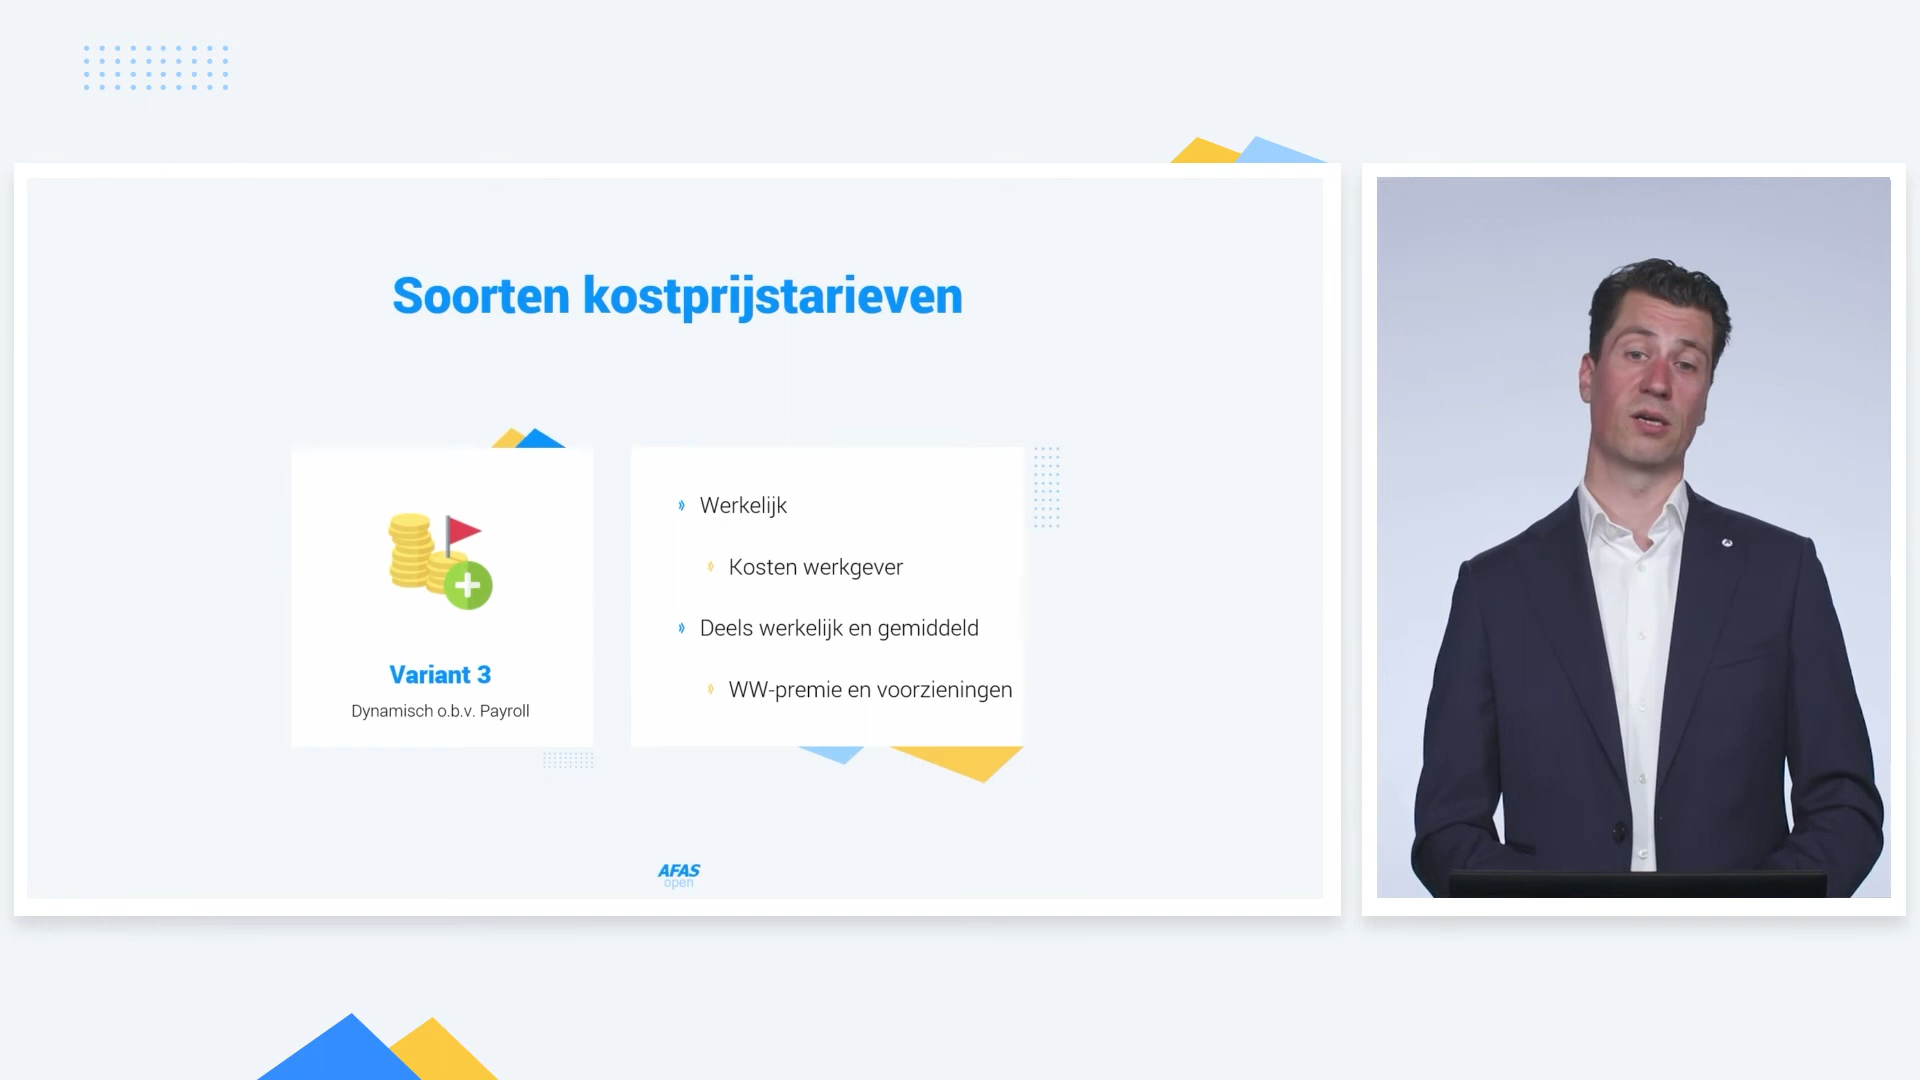 Soorten kostprijstarieven
Variant 3
Dynamisch o.b.v. Payroll
Werkelijk
Kosten werkgever
Deels werkelijk en gemiddeld
WW-premie en voorzieningen
AFAS
open